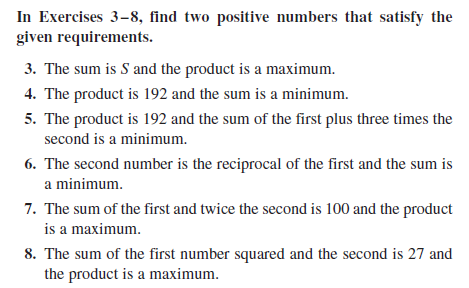 In Exercises 3–8, find two positive numbers that satisfy the
given requirements.
3. The sum is S and the product is a maximum.
4. The product is 192 and the sum is a minimum.
5. The product is 192 and the sum of the first plus three times the
second is a minimum.
6. The second number is the reciprocal of the first and the sum is
a minimum.
7. The sum of the first and twice the second is 100 and the product
is a maximum.
8. The sum of the first number squared and the second is 27 and
the product is a maximum.